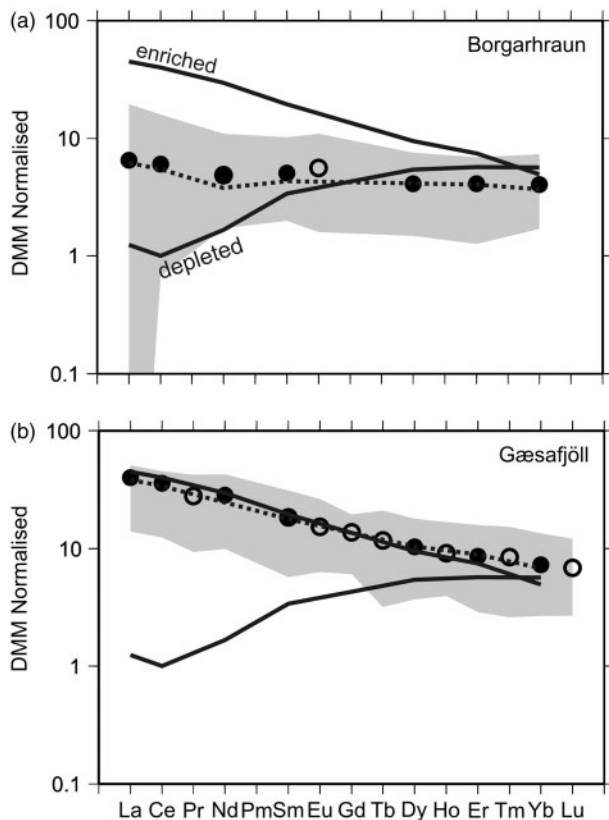 (a)
100
Borgarhraun
enriched
10
DMM Normalised
1
depleted
0.1
(b)
100
Gæsafjöll
10
DMM Normalised
1
0.1
La Ce Pr Nd Pm Sm Eu Gd Tb Dy Ho Er Tm Yb Lu